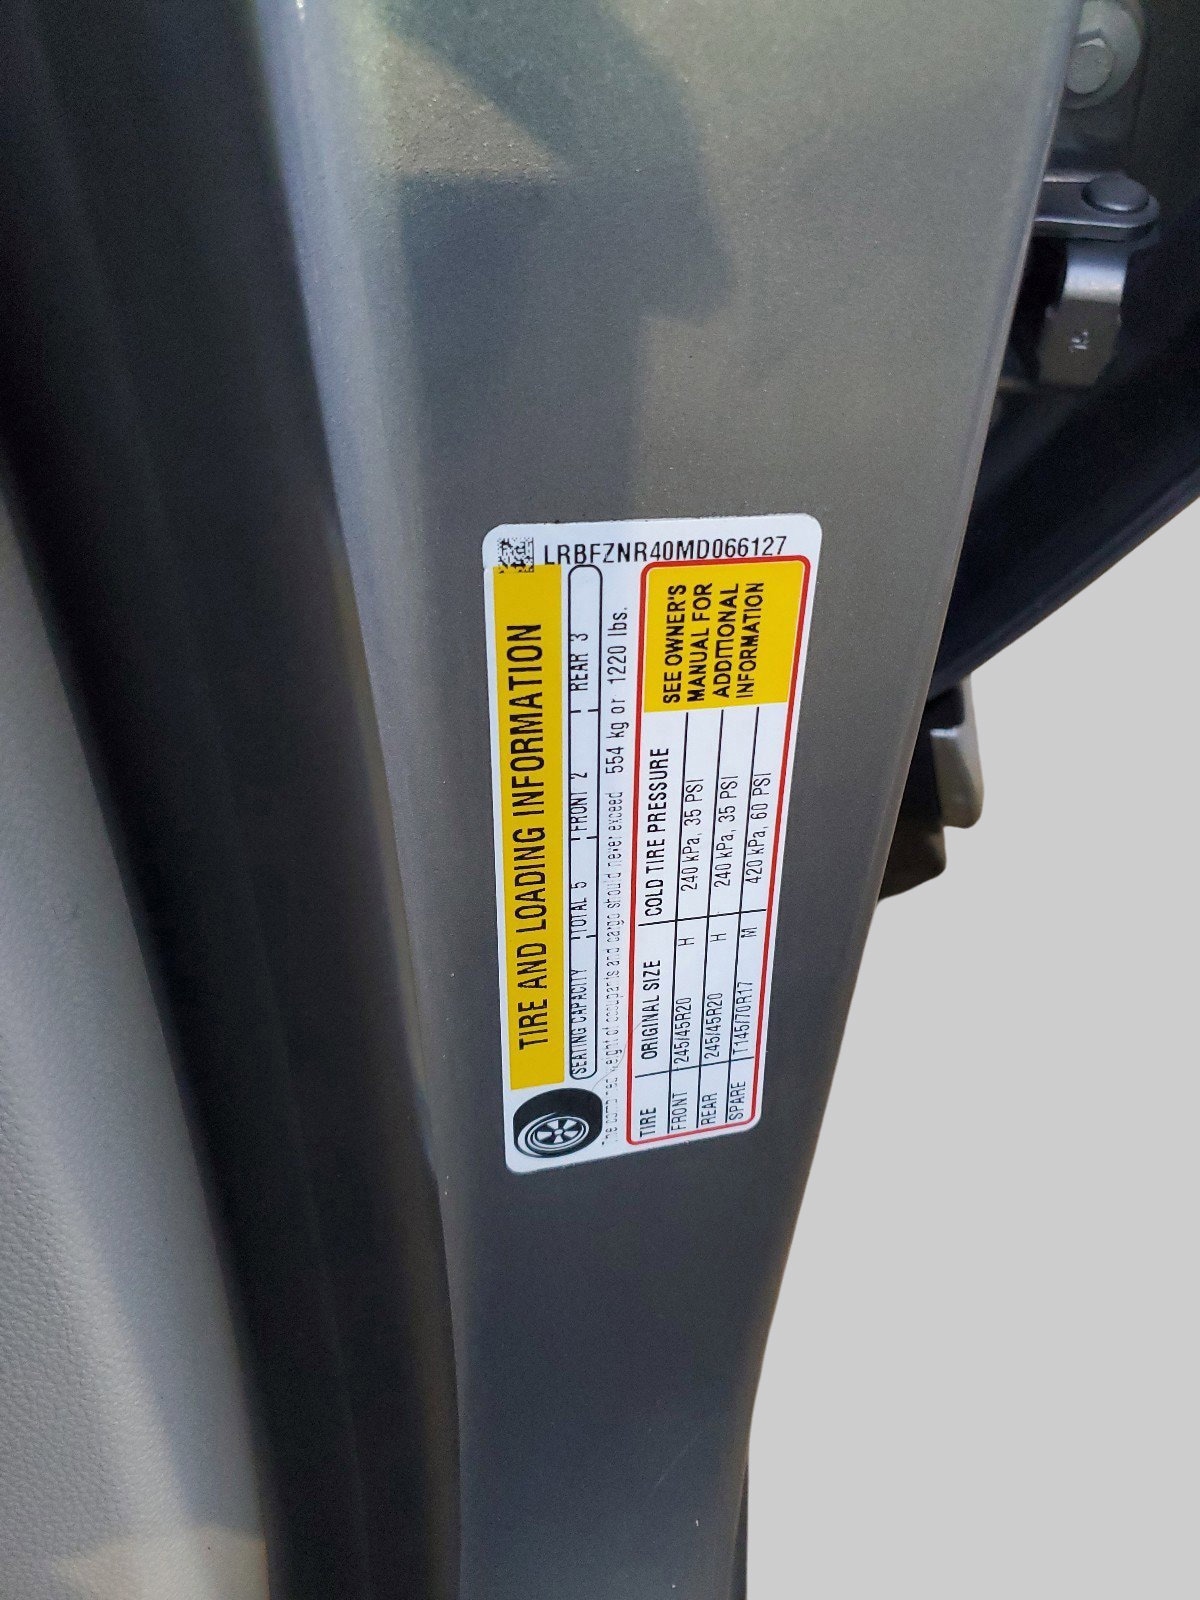 LRBFZNR40MD066127
TIRE AND LOADING INFORMATION
SEATING CAPACITY TOTAL 5 FRONT 2 REAR 3
The combined weight of occupants and cargo should never exceed 554 kg or 1220 lbs.
TIRE ORIGINAL SIZE COLD TIRE PRESSURE
FRONT 245/45R20 H 240 kPa, 35 PSI
REAR 245/45R20 H 240 kPa, 35 PSI
SPARE T145/70R17 M 420 kPa, 60 PSI
SEE OWNER'S
MANUAL FOR
ADDITIONAL
INFORMATION